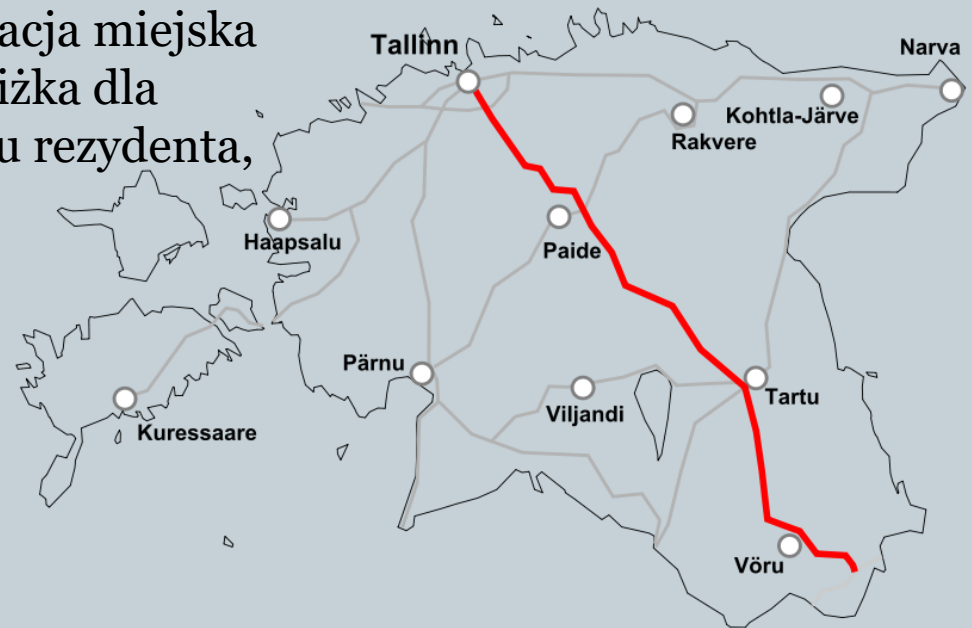 acja miejska
iżka dla
u rezydenta,
Tallinn
Narva
Kohtla-Järve
Rakvere
Haapsalu
Paide
Pärnu
Tartu
Viljandi
Kuressaare
Võru